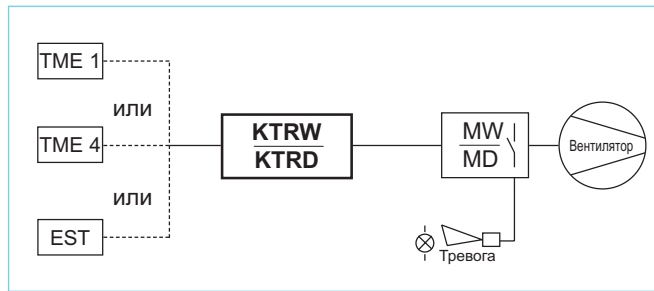 TME 1
или
TME 4
или
EST
KTRW
KTRD
MW
MD
Вентилятор
Тревога